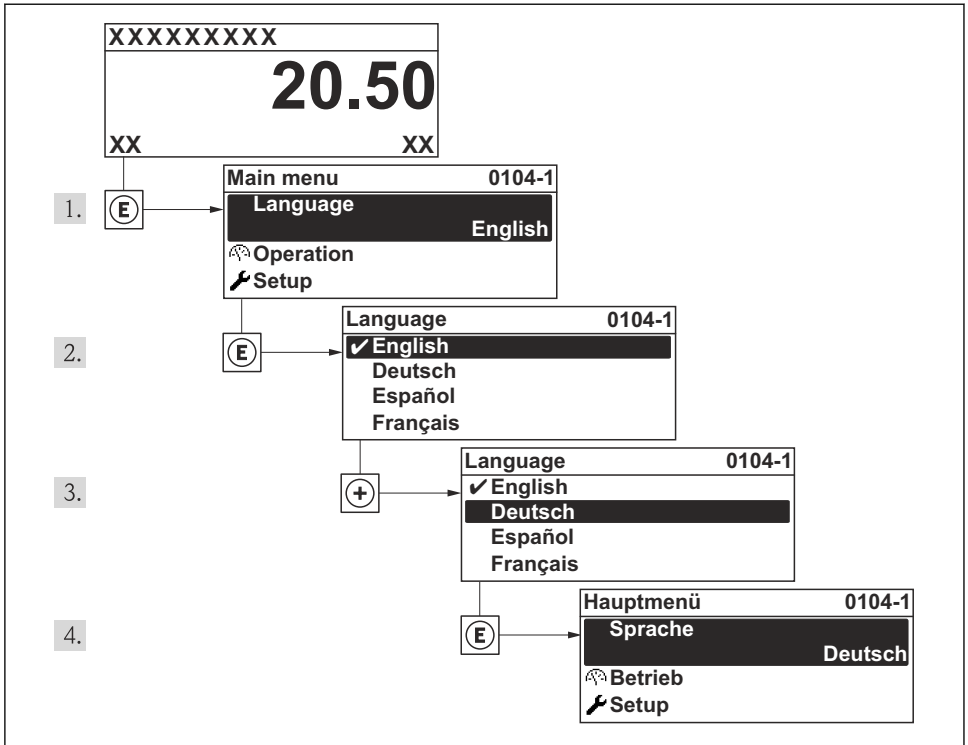 XXXXXXXXX
20.50
XX XX
1. E
Main menu 0104-1
Language
English
Operation
Setup
2. E
Language 0104-1
✔ English
Deutsch
Español
Français
3. +
Language 0104-1
✔ English
Deutsch
Español
Français
4. E
Hauptmenü 0104-1
Sprache
Deutsch
Betrieb
Setup